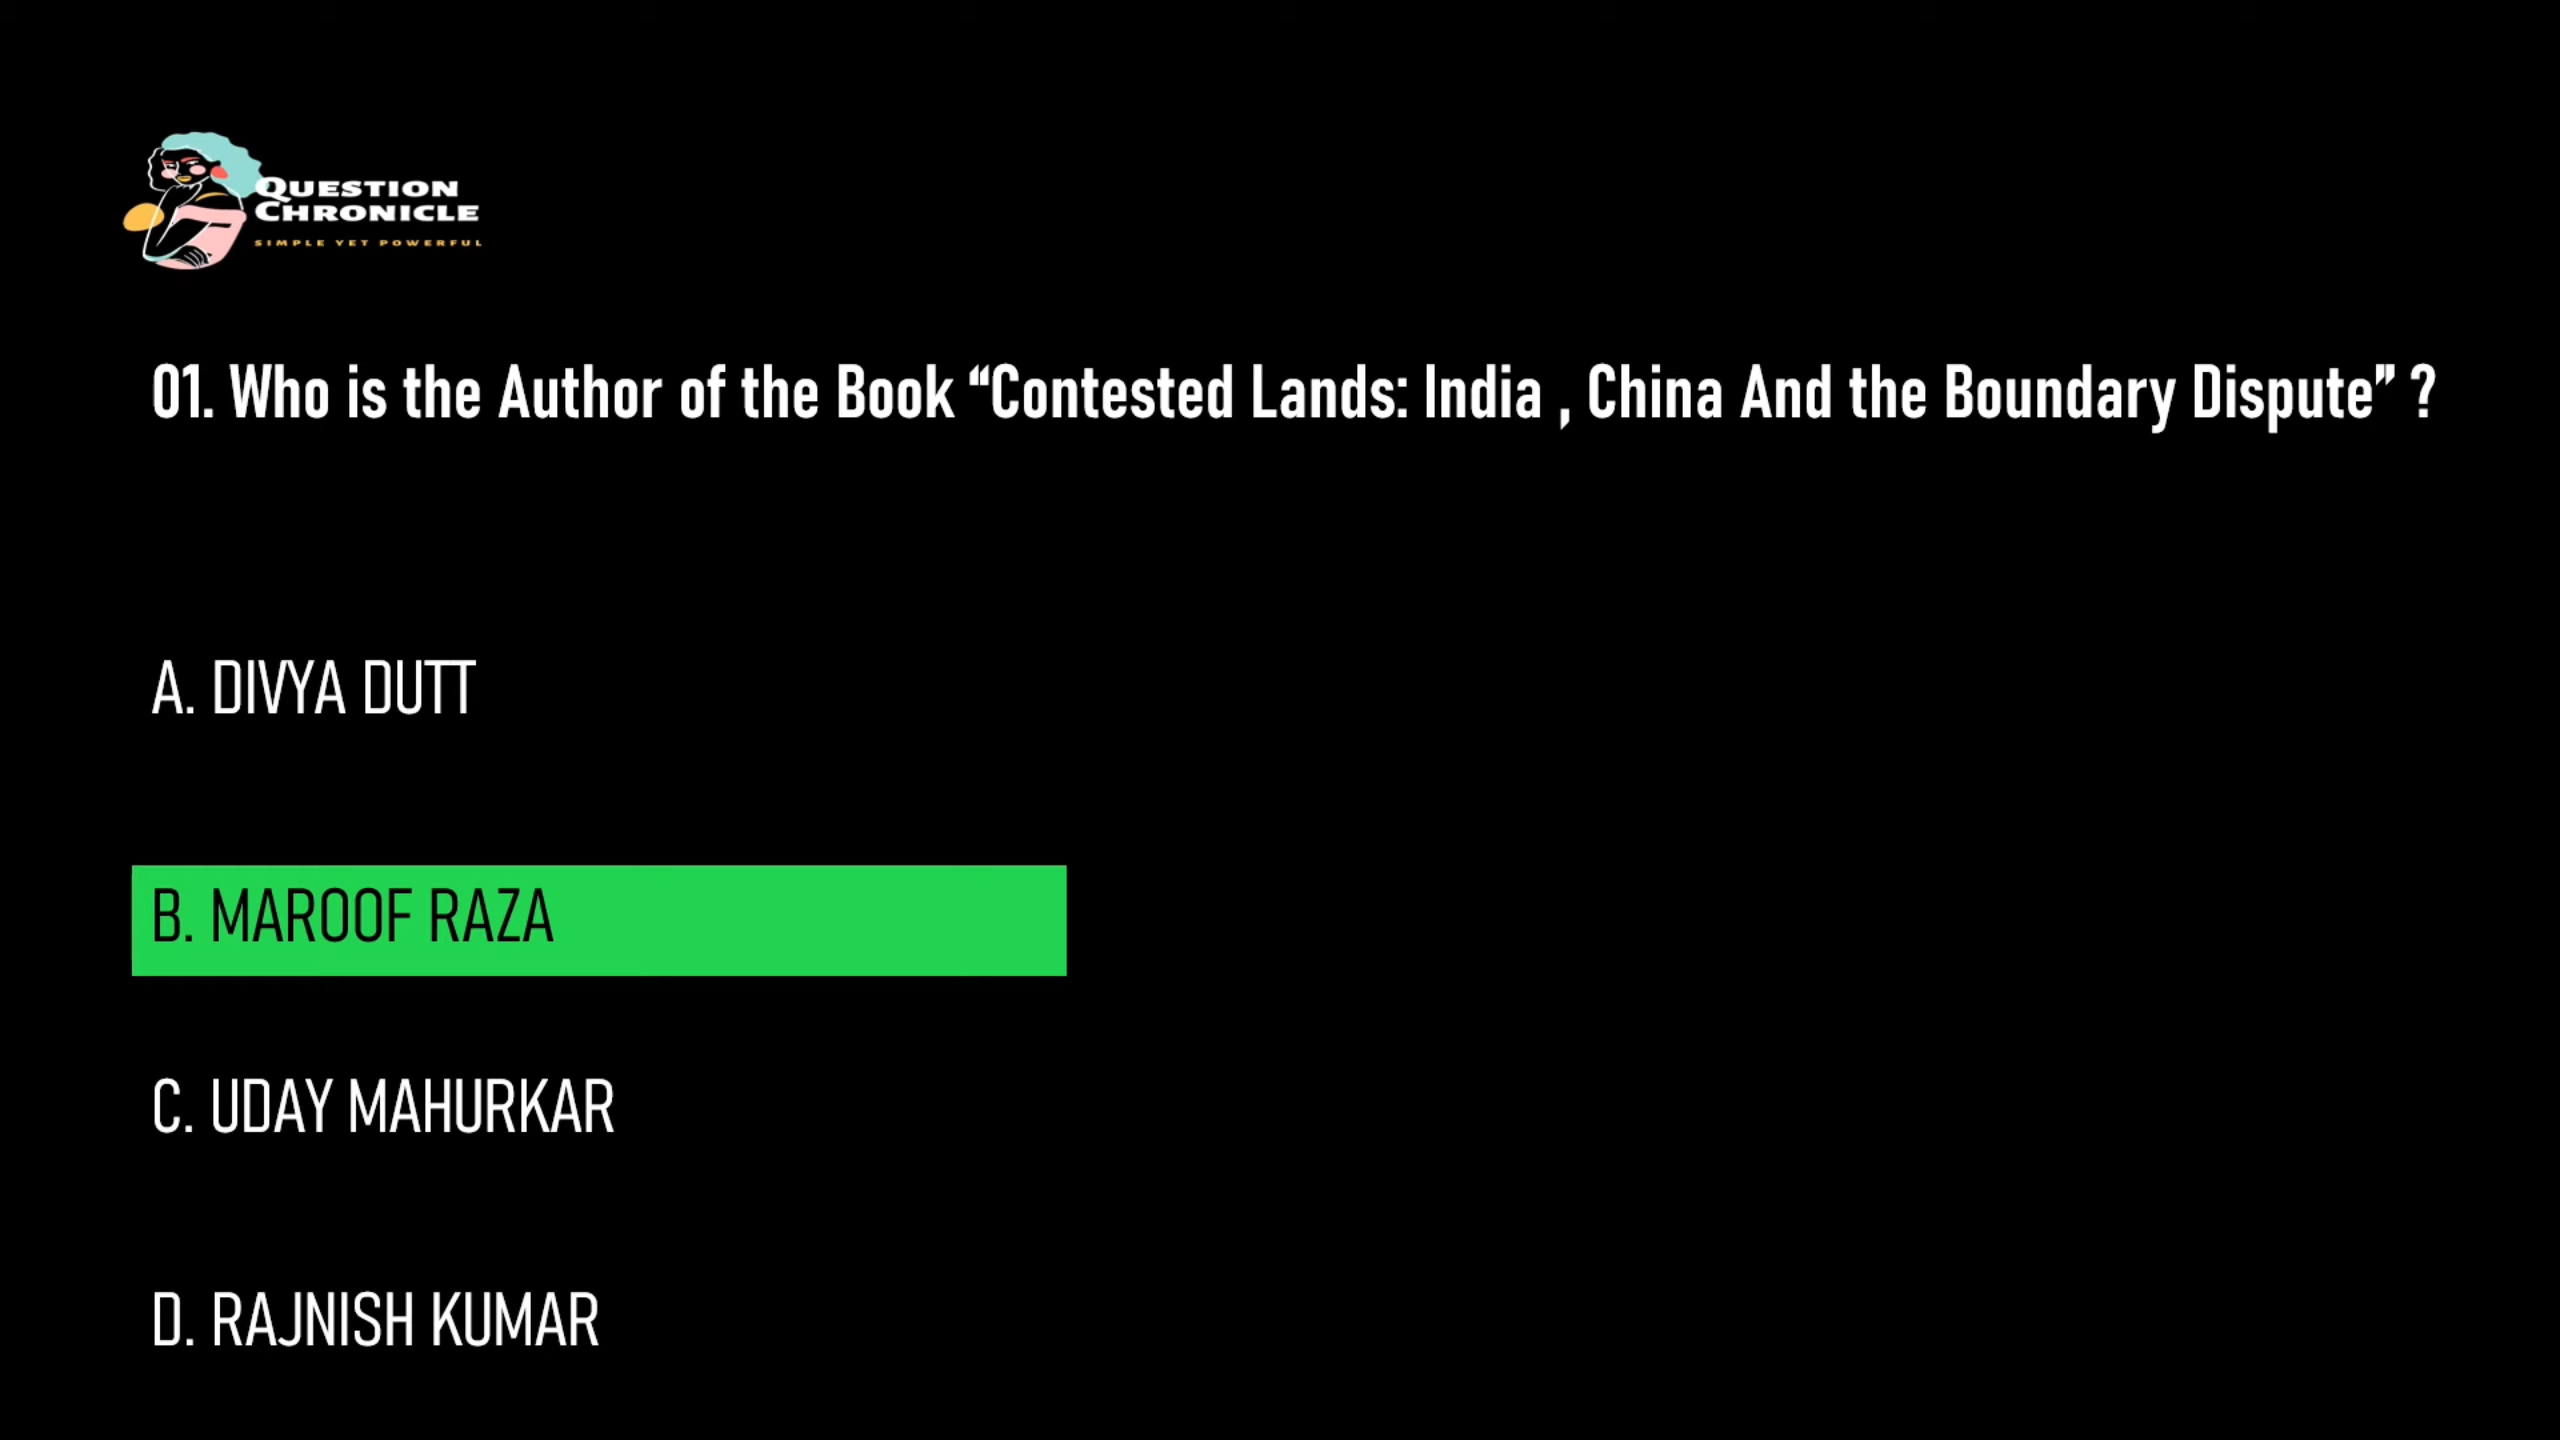 QUESTION
CHRONICLE
SIMPLE YET POWERFUL
01. Who is the Author of the Book “Contested Lands: India , China And the Boundary Dispute” ?
A. DIVYA DUTT
B. MAROOF RAZA
C. UDAY MAHURKAR
D. RAJNISH KUMAR